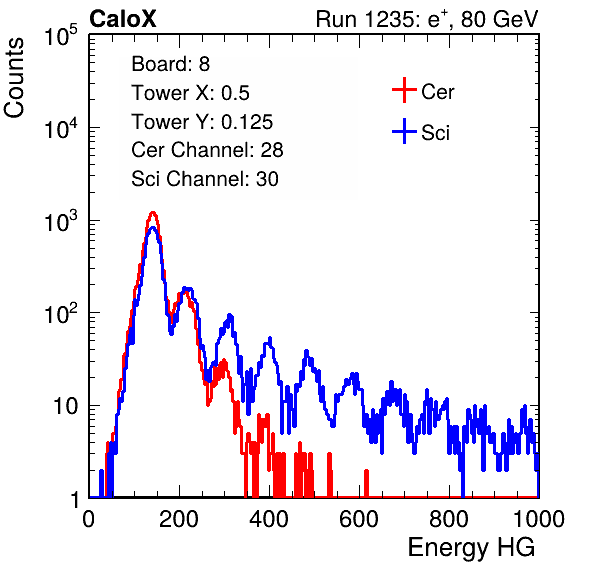 CaloX Run 1235: e⁺, 80 GeV
Counts
Board: 8
Tower X: 0.5
Tower Y: 0.125
Cer Channel: 28
Sci Channel: 30
Cer
Sci
10⁵
10⁴
10³
10²
10
1
0 200 400 600 800 1000
Energy HG